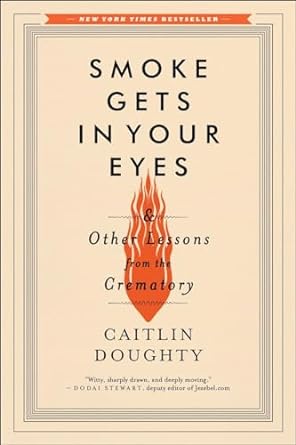 NEW YORK TIMES BESTSELLER
SMOKE
GETS
IN YOUR
EYES
&
Other Lessons
from the
Crematory
CAITLIN
DOUGHTY
"Witty, sharply drawn, and deeply moving."
— DODAI STEWART, deputy editor of Jezebel.com